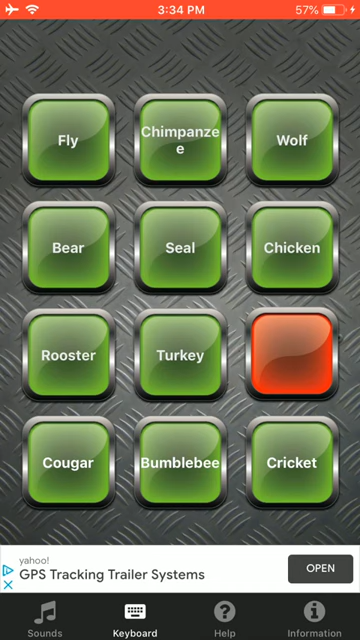 3:34 PM
57%
Fly
Chimpanze
e
Wolf
Bear
Seal
Chicken
Rooster
Turkey
Cougar
Bumblebee
Cricket
yahoo!
GPS Tracking Trailer Systems
OPEN
Sounds
Keyboard
Help
Information